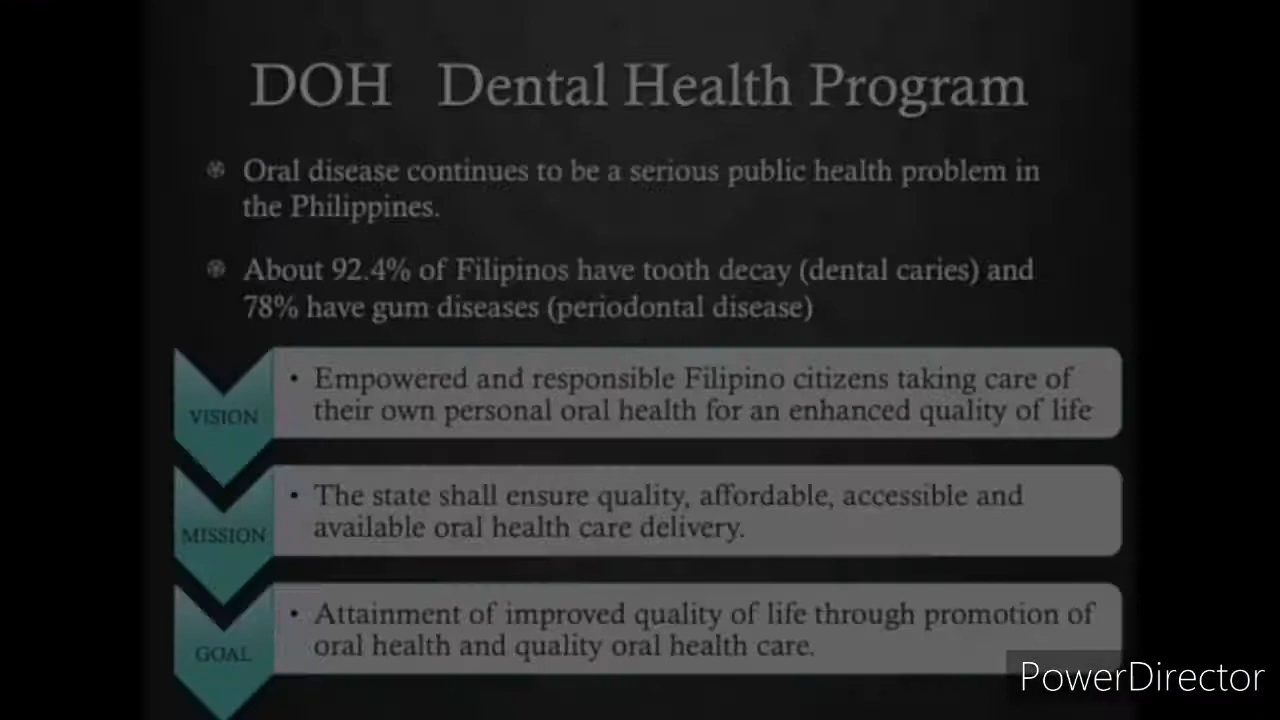 DOH Dental Health Program
Oral disease continues to be a serious public health problem in
the Philippines.
About 92.4% of Filipinos have tooth decay (dental caries) and
78% have gum diseases (periodontal disease)
VISION
• Empowered and responsible Filipino citizens taking care of
their own personal oral health for an enhanced quality of life
MISSION
• The state shall ensure quality, affordable, accessible and
available oral health care delivery.
GOAL
• Attainment of improved quality of life through promotion of
oral health and quality oral health care.
PowerDirector